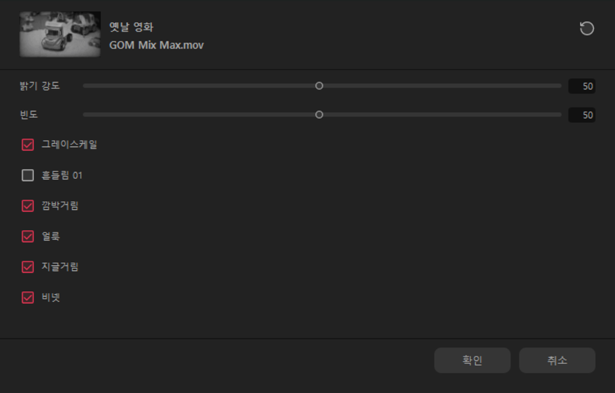 옛날 영화
GOM Mix Max.mov
밝기 강도 50
빈도 50
그레이스케일
흔들림 01
깜박거림
얼룩
지글거림
비넷
확인 취소